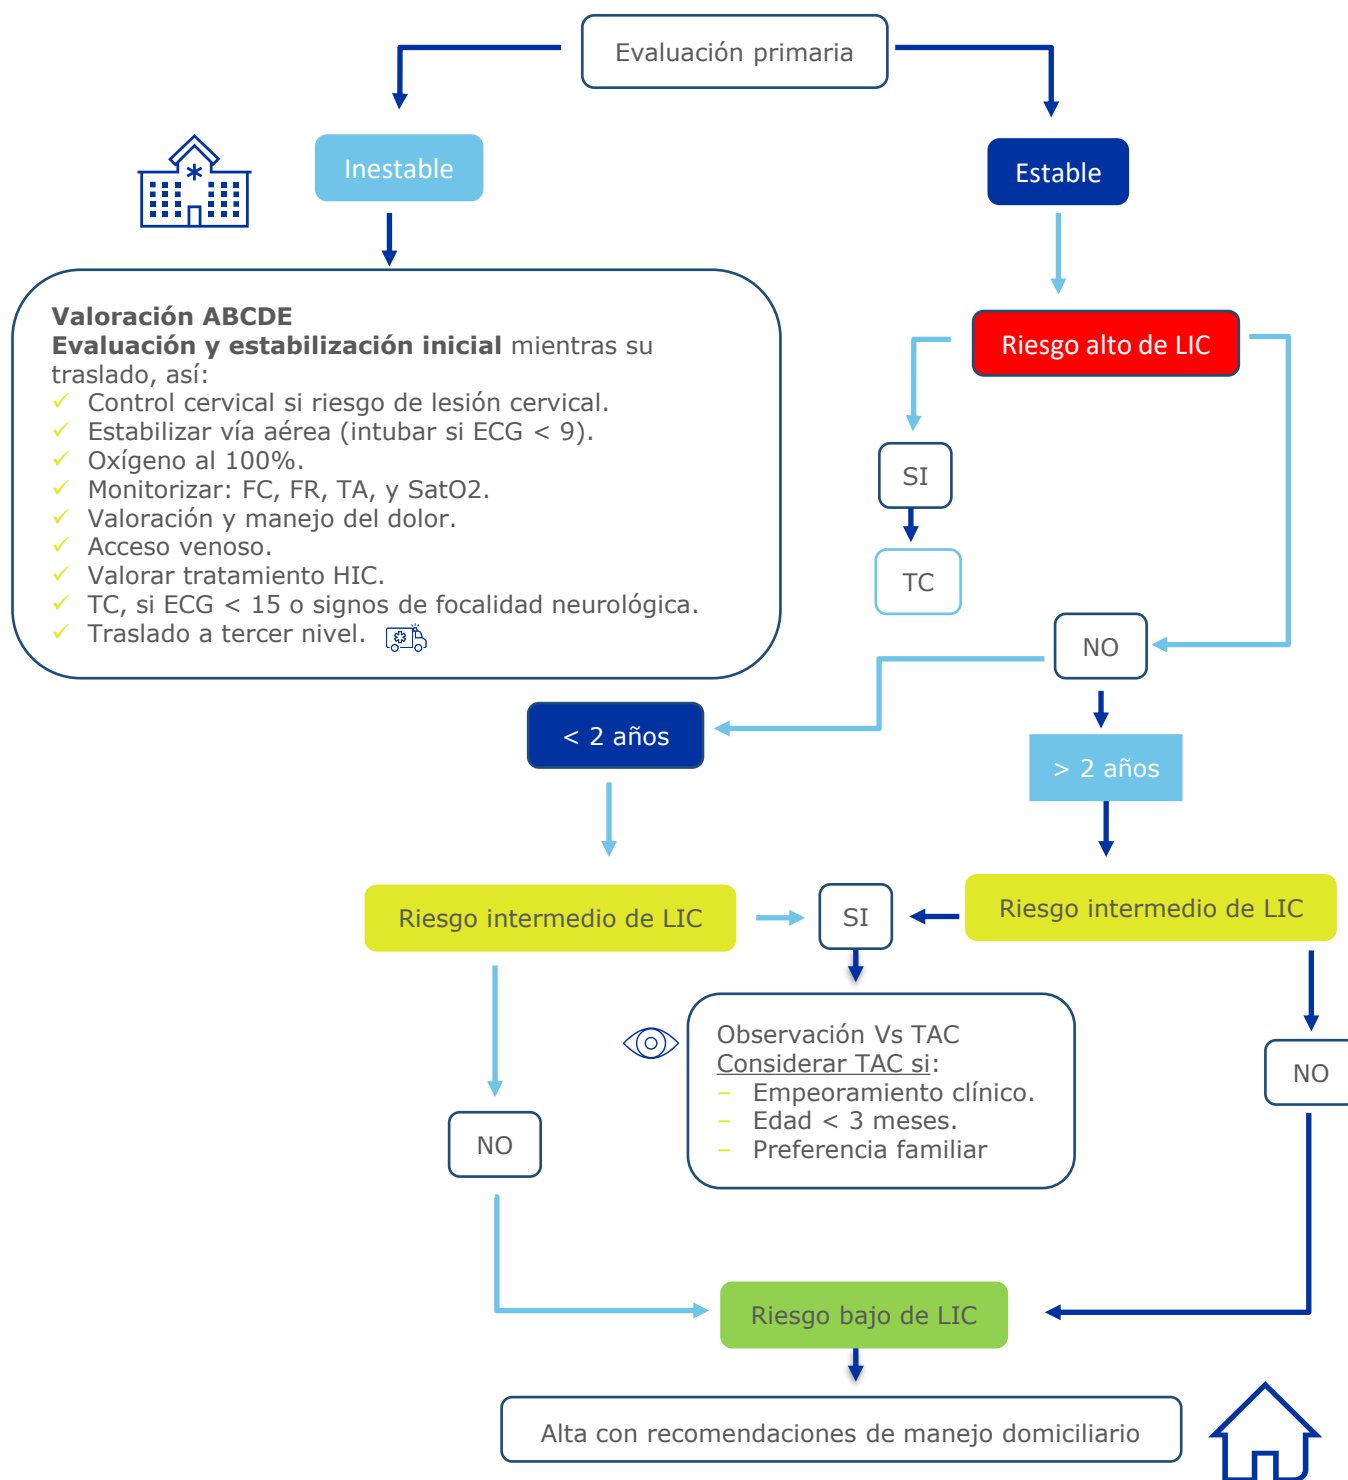 Evaluación primaria
Inestable
Estable
Valoración ABCDE
Evaluación y estabilización inicial mientras su
traslado, así:
✓ Control cervical si riesgo de lesión cervical.
✓ Estabilizar vía aérea (intubar si ECG < 9).
✓ Oxígeno al 100%.
✓ Monitorizar: FC, FR, TA, y SatO2.
✓ Valoración y manejo del dolor.
✓ Acceso venoso.
✓ Valorar tratamiento HIC.
✓ TC, si ECG < 15 o signos de focalidad neurológica.
✓ Traslado a tercer nivel.
Riesgo alto de LIC
SI
TC
NO
< 2 años
> 2 años
Riesgo intermedio de LIC
SI
Riesgo intermedio de LIC
Observación Vs TAC
Considerar TAC si:
– Empeoramiento clínico.
– Edad < 3 meses.
– Preferencia familiar
NO
NO
Riesgo bajo de LIC
Alta con recomendaciones de manejo domiciliario